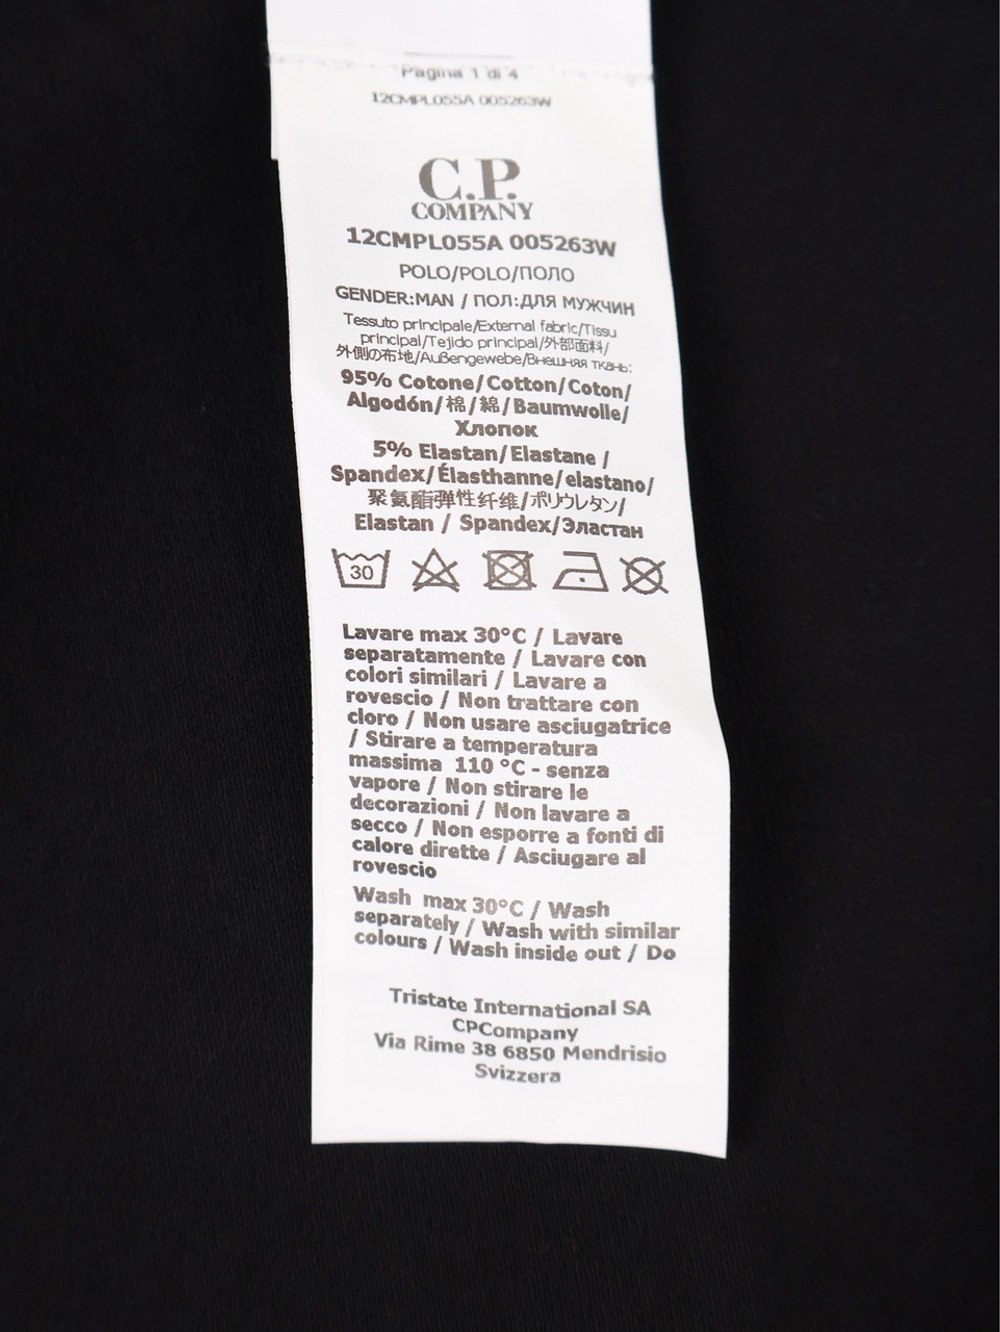 Pagina 1 di 4
12CMPL055A 005263W
C.P.
COMPANY
12CMPL055A 005263W
POLO/POLO/ПОЛО
GENDER:MAN / ПОЛ:ДЛЯ МУЖЧИН
Tessuto principale/External fabric/Tissu
principal/Tejido principal/外部面料/
外側の布地/Außengewebe/Внешняя ткань:
95% Cotone/Cotton/Coton/
Algodón/棉/綿/Baumwolle/
Хлопок
5% Elastan/Elastane /
Spandex/Élasthanne/elastano/
聚氨酯弹性纤维/ポリウレタン/
Elastan / Spandex/Эластан
30
Lavare max 30°C / Lavare
separatamente / Lavare con
colori similari / Lavare a
rovescio / Non trattare con
cloro / Non usare asciugatrice
/ Stirare a temperatura
massima 110 °C - senza
vapore / Non stirare le
decorazioni / Non lavare a
secco / Non esporre a fonti di
calore dirette / Asciugare al
rovescio
Wash max 30°C / Wash
separately / Wash with similar
colours / Wash inside out / Do
Tristate International SA
CPCompany
Via Rime 38 6850 Mendrisio
Svizzera